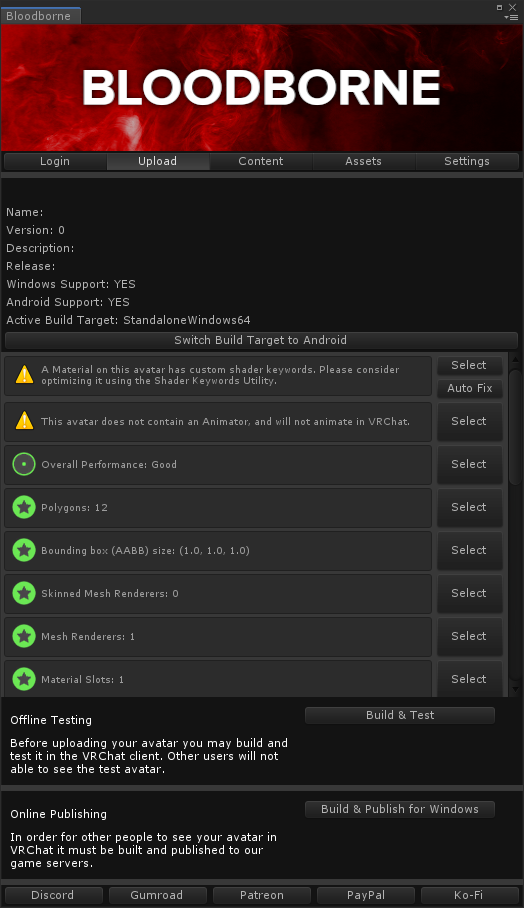 Bloodborne
BLOODBORNE
Login
Upload
Content
Assets
Settings
Name:
Version: 0
Description:
Release:
Windows Support: YES
Android Support: YES
Active Build Target: StandaloneWindows64
Switch Build Target to Android
A Material on this avatar has custom shader keywords. Please consider
optimizing it using the Shader Keywords Utility.
Select
Auto Fix
This avatar does not contain an Animator, and will not animate in VRChat.
Select
Overall Performance: Good
Select
Polygons: 12
Select
Bounding box (AABB) size: (1.0, 1.0, 1.0)
Select
Skinned Mesh Renderers: 0
Select
Mesh Renderers: 1
Select
Material Slots: 1
Select
Offline Testing
Before uploading your avatar you may build and
test it in the VRChat client. Other users will not
able to see the test avatar.
Build & Test
Online Publishing
In order for other people to see your avatar in
VRChat it must be built and published to our
game servers.
Build & Publish for Windows
Discord
Gumroad
Patreon
PayPal
Ko-Fi